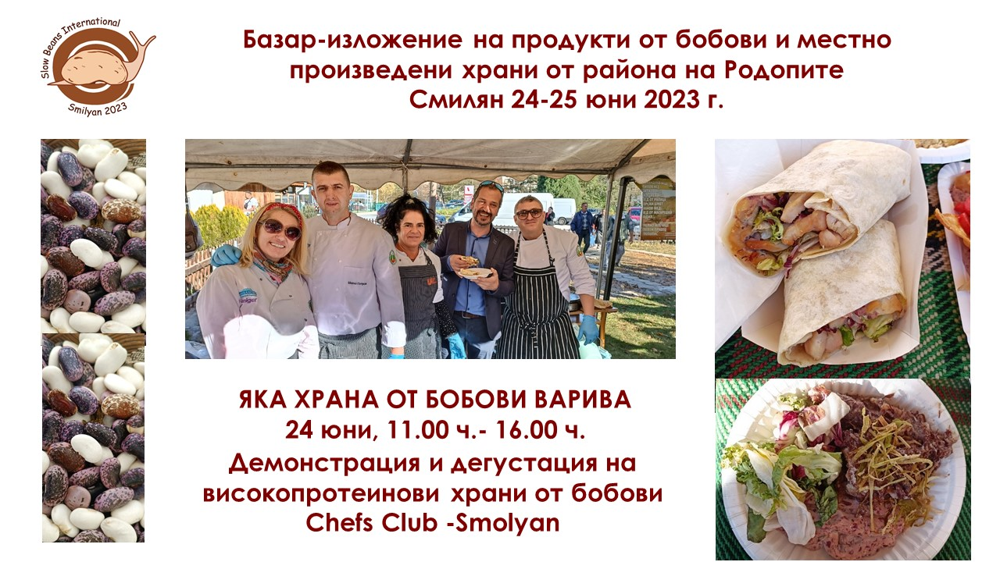 Slow Beans International
Smilyan 2023
Базар-изложение на продукти от бобови и местно
произведени храни от района на Родопите
Смилян 24-25 юни 2023 г.
ЯКА ХРАНА ОТ БОБОВИ ВАРИВА
24 юни, 11.00 ч.- 16.00 ч.
Демонстрация и дегустация на
високопротеинови храни от бобови
Chefs Club -Smolyan